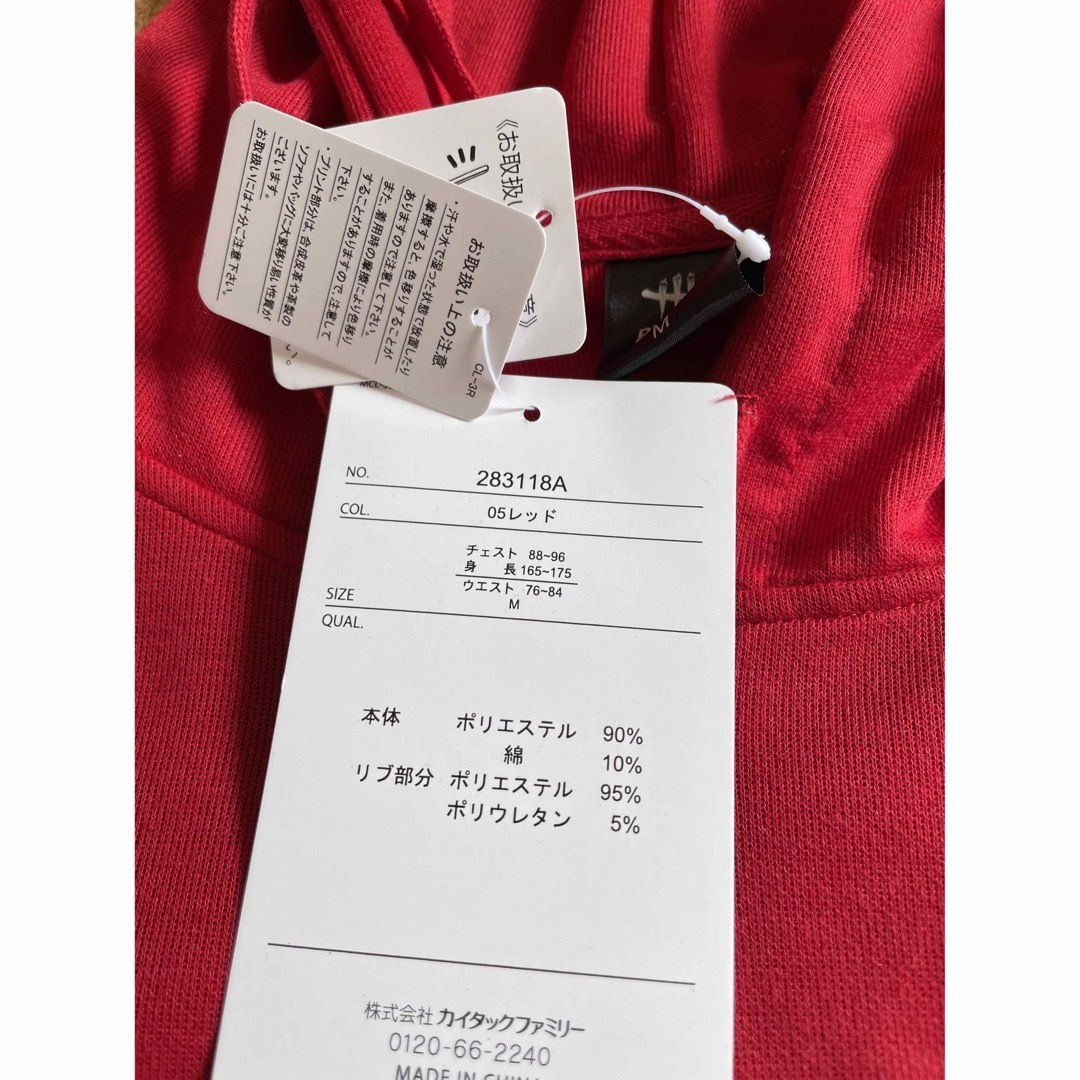 お取扱い上の注意
・汗や水で湿った状態で放置したり
摩擦すると、色移りすることが
ありますので注意して下さい。
また、着用時の摩擦により色移り
することがありますので注意して
下さい。
・プリント部分は、合成皮革や革製の
ソファやバッグに大変移り易い性質が
ございます。
お取扱いには十分ご注意下さい。
CL-3R
《お取扱い
意》
い。
MCL-
PM
NO. 283118A
COL. 05レッド
チェスト 88~96
身 長 165~175
ウエスト 76~84
SIZE M
QUAL.
本体 ポリエステル 90%
綿 10%
リブ部分 ポリエステル 95%
ポリウレタン 5%
株式会社 カイタックファミリー
0120-66-2240
MADE IN CHINA